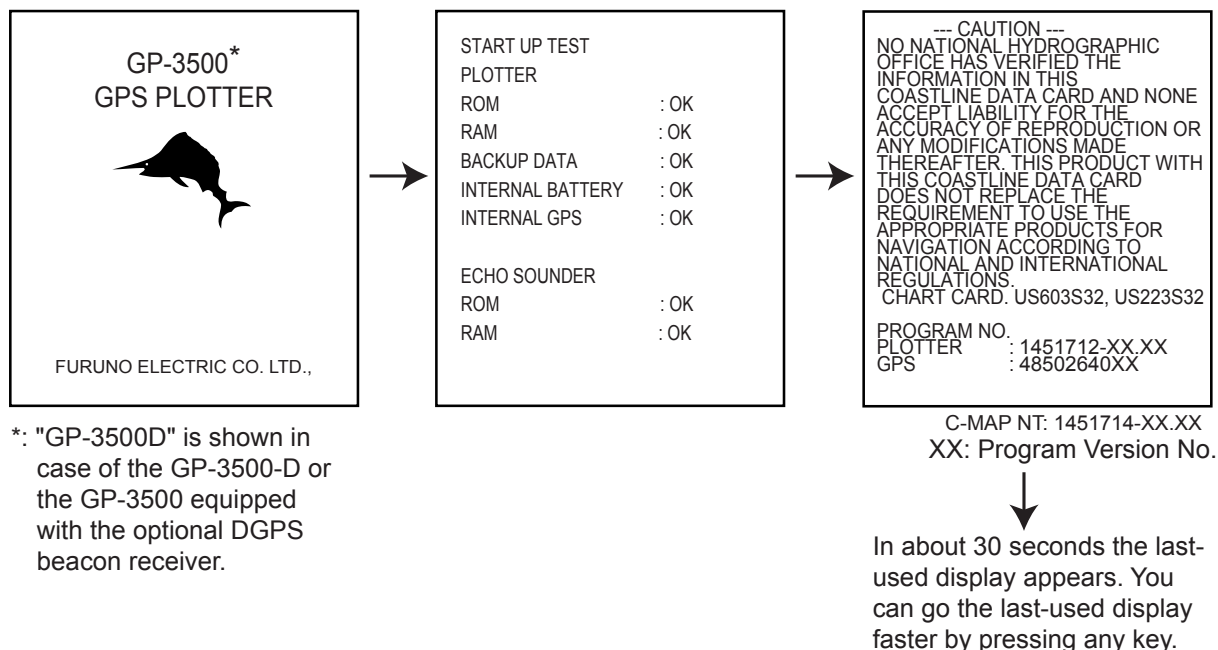 GP-3500*
GPS PLOTTER
FURUNO ELECTRIC CO. LTD.,
*: "GP-3500D" is shown in
case of the GP-3500-D or
the GP-3500 equipped
with the optional DGPS
beacon receiver.
START UP TEST
PLOTTER
ROM : OK
RAM : OK
BACKUP DATA : OK
INTERNAL BATTERY : OK
INTERNAL GPS : OK
ECHO SOUNDER
ROM : OK
RAM : OK
--- CAUTION ---
NO NATIONAL HYDROGRAPHIC
OFFICE HAS VERIFIED THE
INFORMATION IN THIS
COASTLINE DATA CARD AND NONE
ACCEPT LIABILITY FOR THE
ACCURACY OF REPRODUCTION OR
ANY MODIFICATIONS MADE
THEREAFTER. THIS PRODUCT WITH
THIS COASTLINE DATA CARD
DOES NOT REPLACE THE
REQUIREMENT TO USE THE
APPROPRIATE PRODUCTS FOR
NAVIGATION ACCORDING TO
NATIONAL AND INTERNATIONAL
REGULATIONS.
CHART CARD. US603S32, US223S32
PROGRAM NO.
PLOTTER : 1451712-XX.XX
GPS : 48502640XX
C-MAP NT: 1451714-XX.XX
XX: Program Version No.
In about 30 seconds the last-
used display appears. You
can go the last-used display
faster by pressing any key.